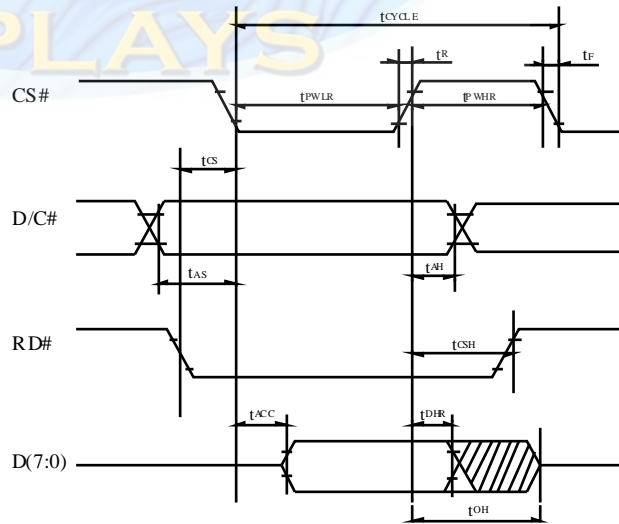 PLAYS
tCYCLE
tR
tF
CS#
tPWLR
tPWHR
tCS
D/C#
tAS
tAH
RD#
tCSH
tACC
tDHR
D(7:0)
tOH